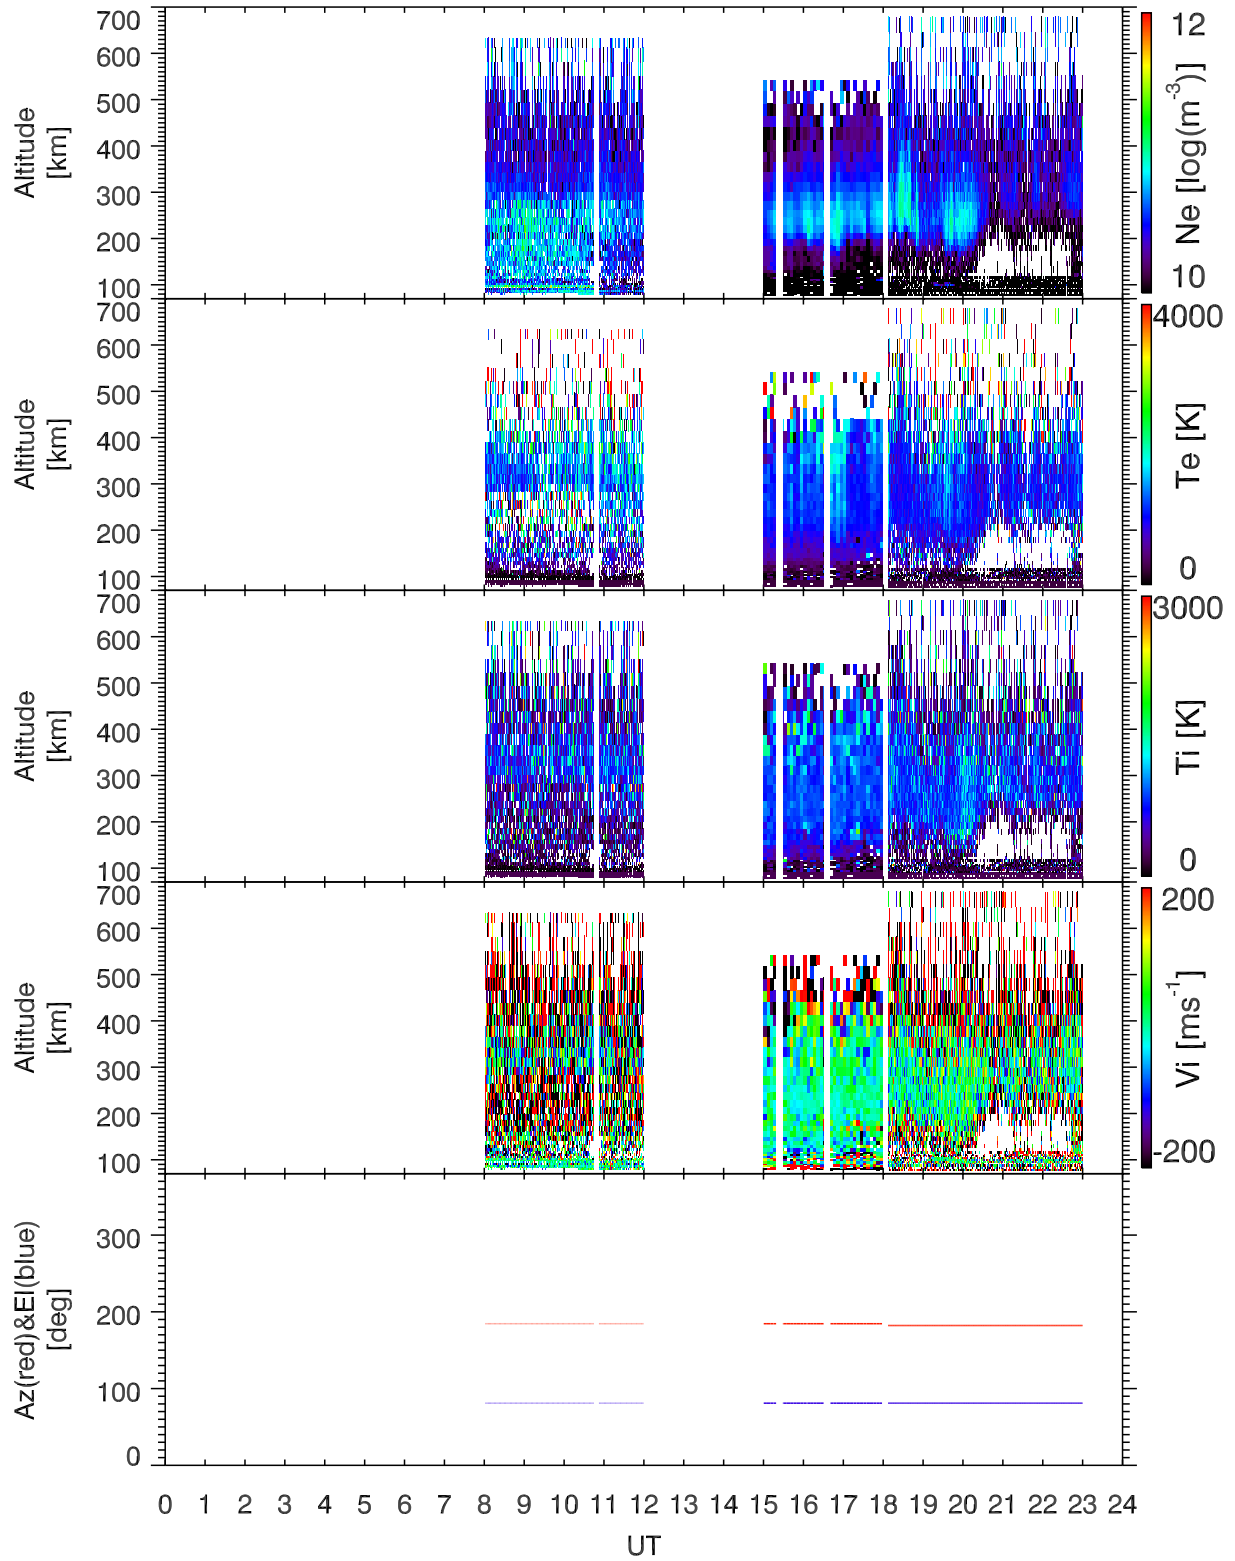 700
600
500
400
300
200
100
Altitude
[km]
12
10
Ne [log(m⁻³)]
700
600
500
400
300
200
100
Altitude
[km]
4000
0
Te [K]
700
600
500
400
300
200
100
Altitude
[km]
3000
0
Ti [K]
700
600
500
400
300
200
100
Altitude
[km]
200
-200
Vi [ms⁻¹]
300
200
100
0
Az(red)&El(blue)
[deg]
0 1 2 3 4 5 6 7 8 9 10 11 12 13 14 15 16 17 18 19 20 21 22 23 24
UT